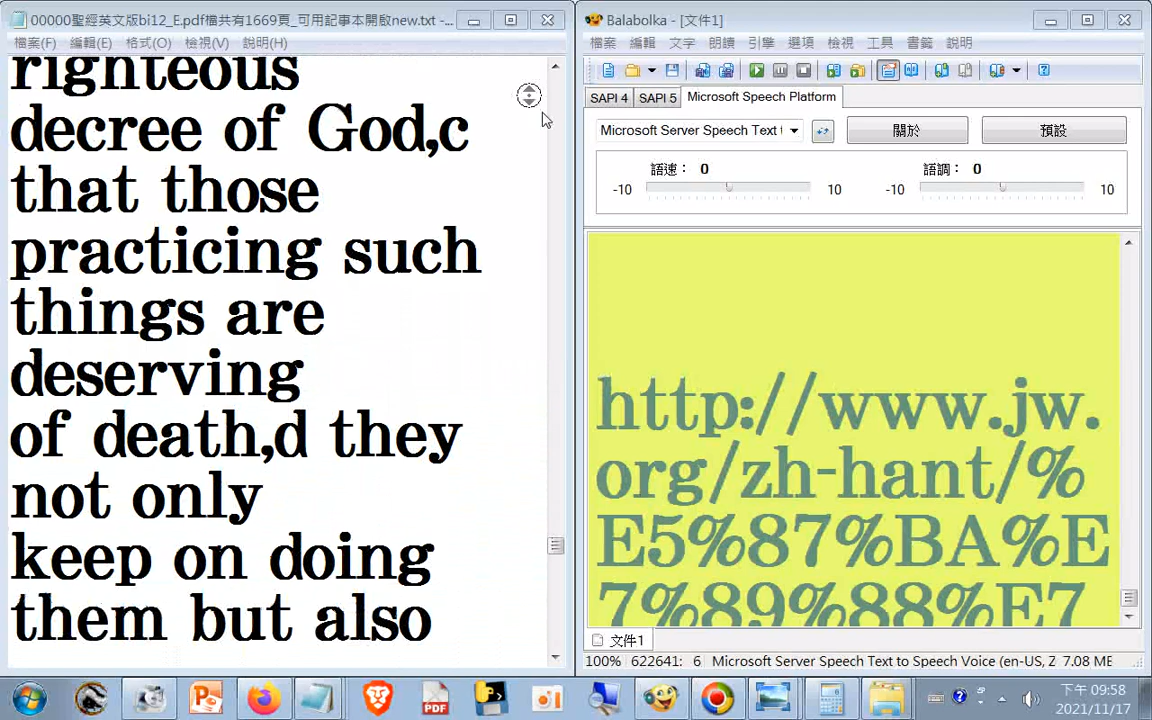 00000聖經英文版bi12_E.pdf檔共有1669頁_可用記事本開啟new.txt -...
檔案(F) 編輯(E) 格式(O) 檢視(V) 說明(H)
righteous
decree of God,c
that those
practicing such
things are
deserving
of death,d they
not only
keep on doing
them but also
Balabolka - [文件1]
檔案 編輯 文字 朗讀 引擎 選項 檢視 工具 書籤 說明
SAPI 4 SAPI 5 Microsoft Speech Platform
Microsoft Server Speech Text 關於 預設
語速： 0 語調： 0
-10 10 -10 10
http://www.jw.
org/zh-hant/%
E5%87%BA%E
7%89%88%E7
文件1
100% 622641: 6 Microsoft Server Speech Text to Speech Voice (en-US, Z 7.08 ME
PDF
下午 09:58
2021/11/17